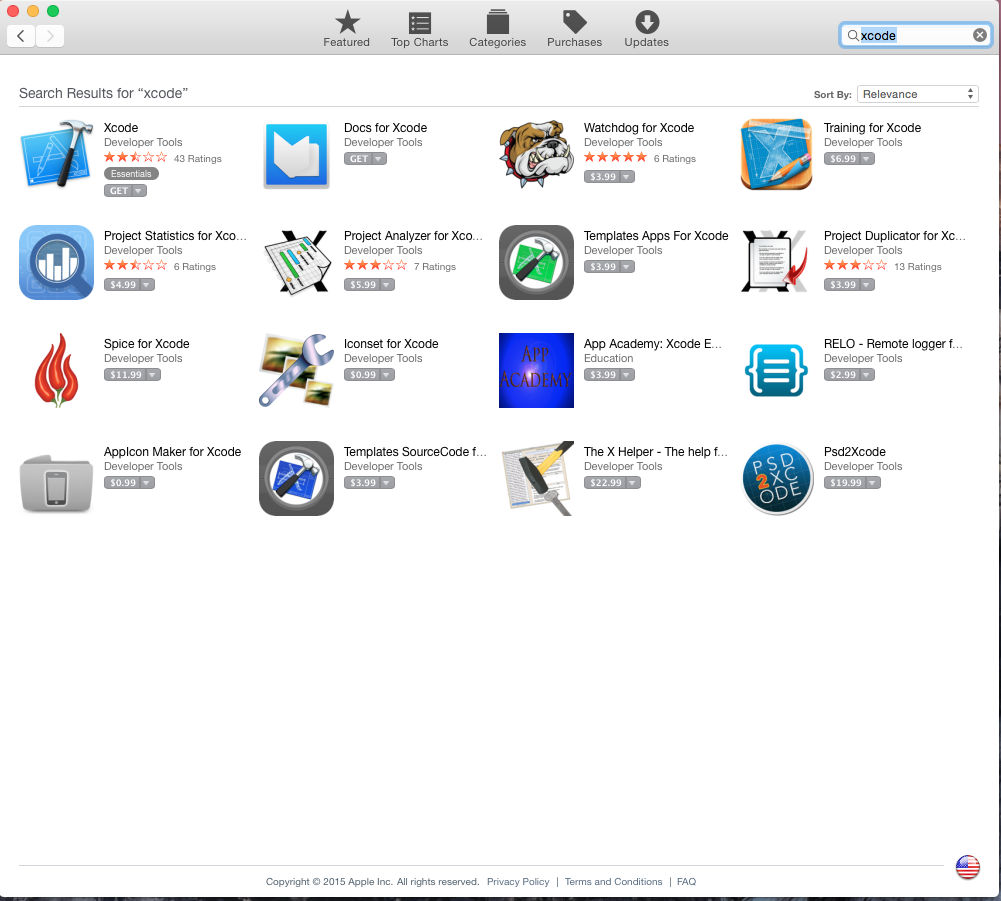 Featured
Top Charts
Categories
Purchases
Updates
xcode
Search Results for “xcode”
Sort By: Relevance
Xcode
Developer Tools
43 Ratings
Essentials
GET
Docs for Xcode
Developer Tools
GET
Watchdog for Xcode
Developer Tools
6 Ratings
$3.99
Training for Xcode
Developer Tools
$6.99
Project Statistics for Xco...
Developer Tools
6 Ratings
$4.99
Project Analyzer for Xco...
Developer Tools
7 Ratings
$5.99
Templates Apps For Xcode
Developer Tools
$3.99
Project Duplicator for Xc...
Developer Tools
13 Ratings
$3.99
Spice for Xcode
Developer Tools
$11.99
Iconset for Xcode
Developer Tools
$0.99
APP
ACADEMY
App Academy: Xcode E...
Education
$3.99
RELO - Remote logger f...
Developer Tools
$2.99
AppIcon Maker for Xcode
Developer Tools
$0.99
Templates SourceCode f...
Developer Tools
$3.99
The X Helper - The help f...
Developer Tools
$22.99
PSD
2XC
ODE
Psd2Xcode
Developer Tools
$19.99
Copyright © 2015 Apple Inc. All rights reserved. Privacy Policy | Terms and Conditions | FAQ